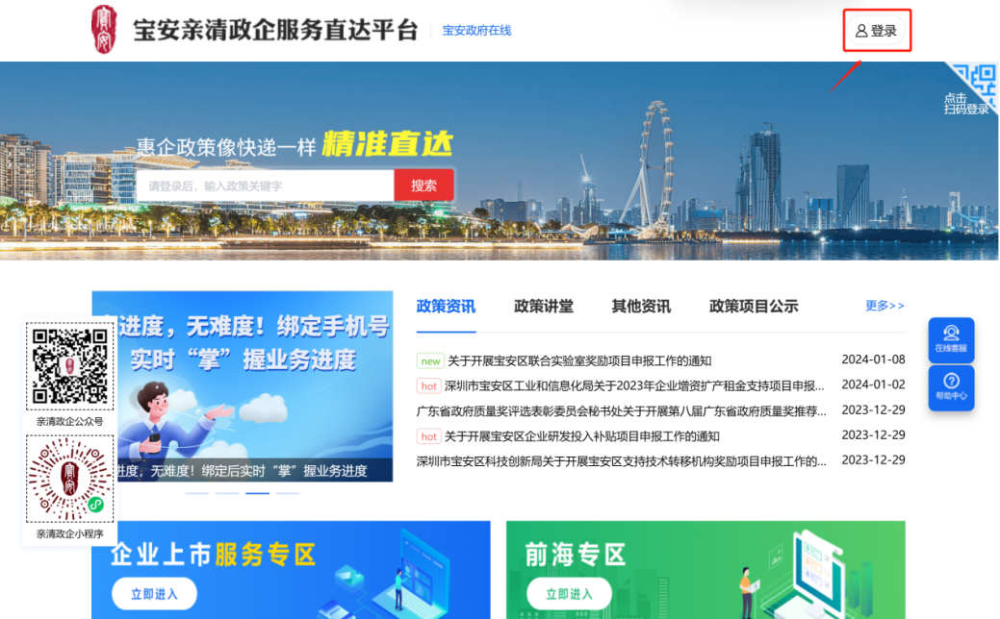 寶安
宝安亲清政企服务直达平台
宝安政府在线
登录
点击
扫码登录
惠企政策像快递一样 精准直达
请登录后，输入政策关键字
搜索
进度，无难度！绑定手机号
实时“掌”握业务进度
进度，无难度！绑定后实时“掌”握业务进度
政策资讯 政策讲堂 其他资讯 政策项目公示 更多>>
new 关于开展宝安区联合实验室奖励项目申报工作的通知 2024-01-08
hot 深圳市宝安区工业和信息化局关于2023年企业增资扩产租金支持项目申报... 2024-01-02
广东省政府质量奖评选表彰委员会秘书处关于开展第八届广东省政府质量奖推荐... 2023-12-29
hot 关于开展宝安区企业研发投入补贴项目申报工作的通知 2023-12-29
深圳市宝安区科技创新局关于开展宝安区支持技术转移机构奖励项目申报工作的... 2023-12-29
亲清政企公众号
寶安
亲清政企小程序
在线客服
帮助中心
企业上市服务专区
立即进入
前海专区
立即进入